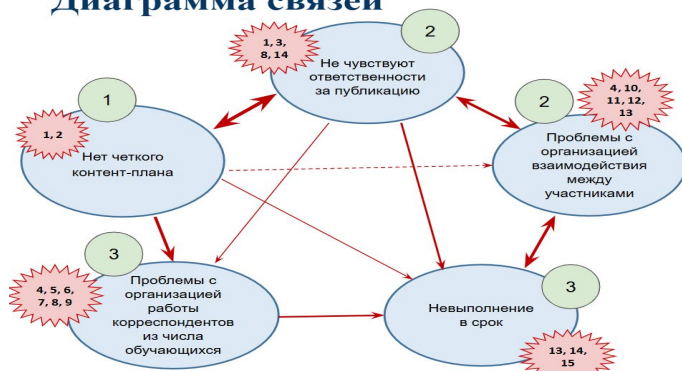 Диаграмма связей
1, 3,
8, 14
2
Не чувствуют
ответственности
за публикацию
1
1, 2
Нет четкого
контент-плана
2
4, 10,
11, 12,
13
Проблемы с
организацией
взаимодействия
между
участниками
3
4, 5, 6,
7, 8, 9
Проблемы с
организацией
работы
корреспондентов
из числа
обучающихся
3
Невыполнение
в срок
13, 14,
15